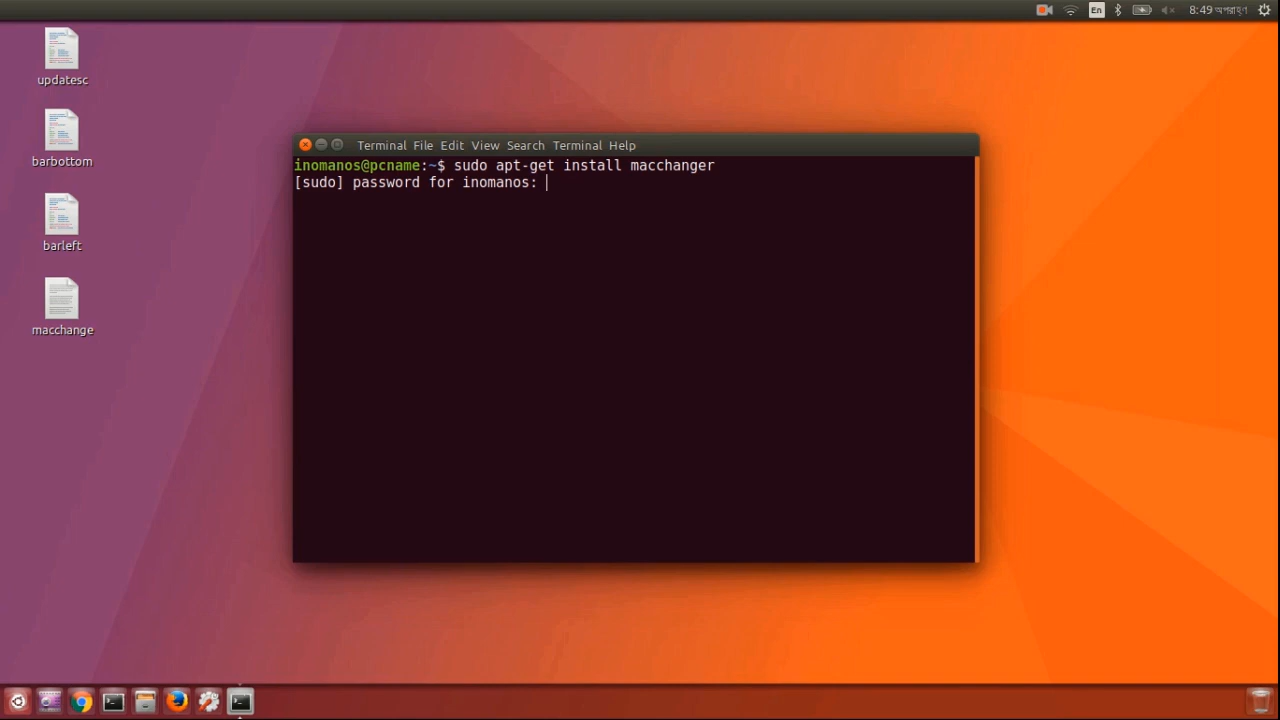 En
8:49 অপরাহ্ণ
updatesc
barbottom
barleft
macchange
Terminal File Edit View Search Terminal Help
inomanos@pcname:~$ sudo apt-get install macchanger
[sudo] password for inomanos: